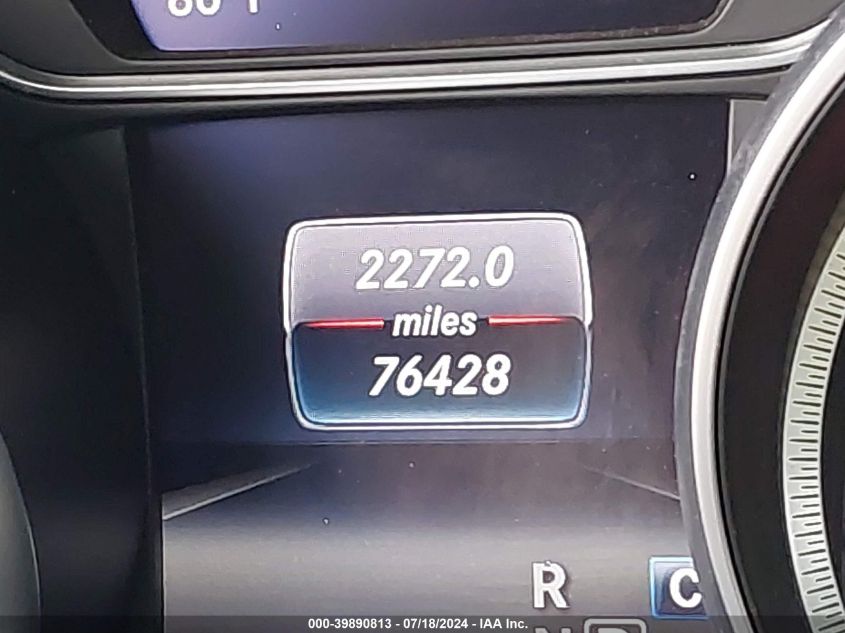 2272.0
miles
76428
R
C
000-39890813 - 07/18/2024 - IAA Inc.